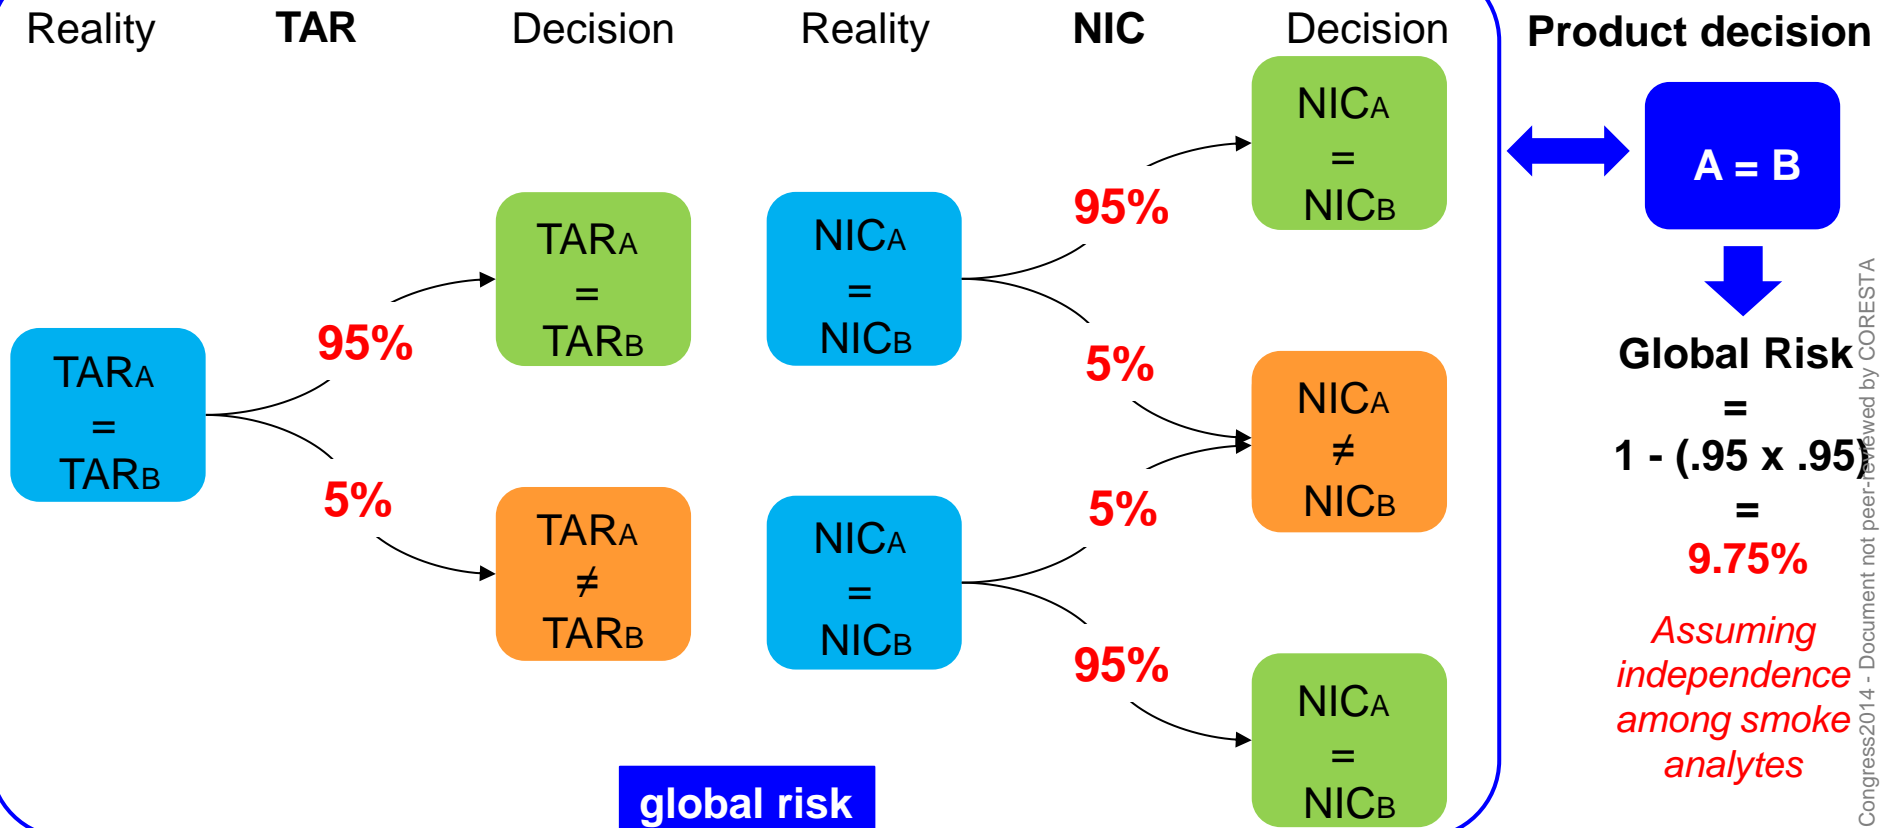 Reality TAR Decision Reality NIC Decision Product decision
TARA
=
TARB
95%
5%
TARA
=
TARB
TARA
≠
TARB
NICA
=
NICB
NICA
=
NICB
95%
5%
5%
95%
NICA
=
NICB
NICA
≠
NICB
NICA
=
NICB
A = B
Global Risk
=
1 - (.95 x .95)
=
9.75%
Assuming
independence
among smoke
analytes
global risk
Congress2014 - Document not peer-reviewed by CORESTA